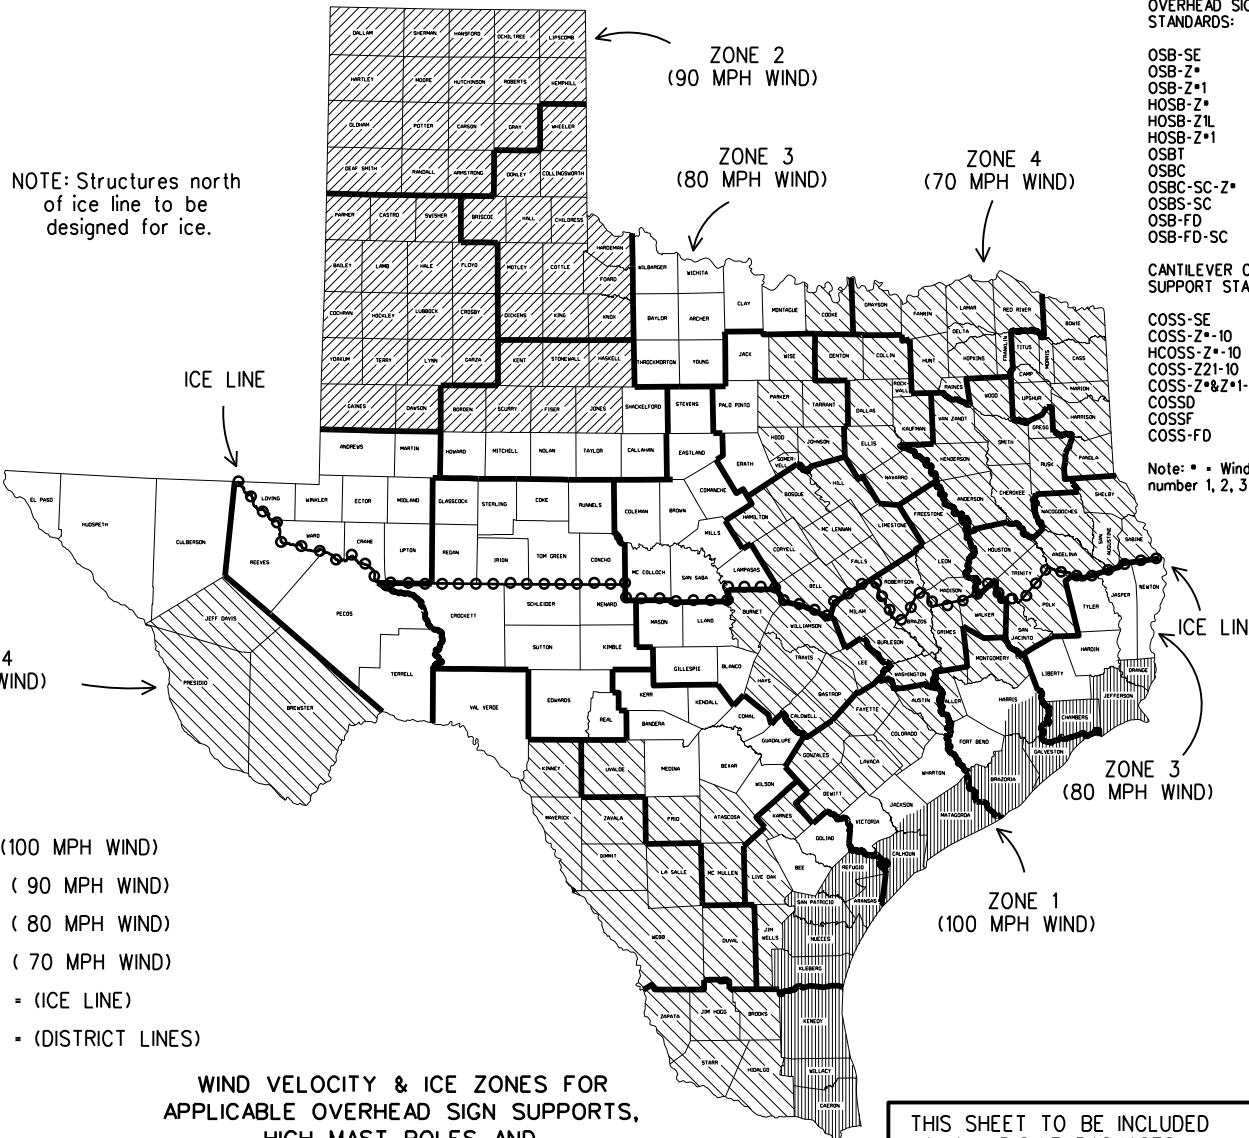 OVERHEAD SIG
STANDARDS:
OSB-SE
OSB-Z*
OSB-Z*1
HOSB-Z*
HOSB-Z1L
HOSB-Z*1
OSBT
OSBC
OSBC-SC-Z*
OSBS-SC
OSB-FD
OSB-FD-SC
CANTILEVER O
SUPPORT STA
COSS-SE
COSS-Z*-10
HCOSS-Z*-10
COSS-Z21-10
COSS-Z*&Z*1-
COSSD
COSSF
COSS-FD
Note: * = Wind
number 1, 2, 3
ZONE 2
(90 MPH WIND)
ZONE 3
(80 MPH WIND)
ZONE 4
(70 MPH WIND)
NOTE: Structures north
of ice line to be
designed for ice.
ICE LINE
DALLAM SHERMAN HANSFORD OCHILTREE LIPSCOMB
HARTLEY MOORE HUTCHINSON ROBERTS HEMPHILL
OLDHAM POTTER CARSON GRAY WHEELER
DEAF SMITH RANDALL ARMSTRONG DONLEY COLLINGSWORTH
PARMER CASTRO SWISHER BRISCOE HALL CHILDRESS
HARDEMAN
BAILEY LAMB HALE FLOYD MOTLEY COTTLE FOARD WILBARGER WICHITA
COCHRAN HOCKLEY LUBBOCK CROSBY DICKENS KING KNOX BAYLOR ARCHER CLAY MONTAGUE COOKE GRAYSON FANNIN LAMAR RED RIVER BOWIE
DELTA
YOAKUM TERRY LYNN GARZA KENT STONEWALL HASKELL THROCKMORTON YOUNG JACK WISE DENTON COLLIN HUNT HOPKINS FRANKLIN TITUS MORRIS CASS
CAMP
ROCK-
WALL
RAINES WOOD UPSHUR MARION
GAINES DAWSON BORDEN SCURRY FISER JONES SHACKELFORD STEVENS PALO PINTO PARKER TARRANT DALLAS KAUFMAN VAN ZANDT GREGG HARRISON
ANDREWS MARTIN HOWARD MITCHELL NOLAN TAYLOR CALLAHAN EASTLAND ERATH HOOD JOHNSON ELLIS HENDERSON SMITH RUSK PANOLA
SOMER-
VELL
EL PASO HUDSPETH CULBERSON LOVING WINKLER ECTOR MIDLAND GLASSCOCK STERLING COKE RUNNELS COLEMAN BROWN COMANCHE BOSQUE HILL NAVARRO ANDERSON CHEROKEE NACOGDOCHES SHELBY
REEVES WARD CRANE UPTON REGAN IRION TOM GREEN CONCHO MC COLLOCH SAN SABA MILLS HAMILTON CORYELL MC LENNAN LIMESTONE FREESTONE HOUSTON ANGELINA SAN
AUGUSTINE SABINE
LAMPASAS BELL FALLS ROBERTSON LEON MADISON TRINITY POLK TYLER JASPER NEWTON
ICE LIN
JEFF DAVIS PECOS CROCKETT SCHLEIDER MENARD MASON LLANO BURNET WILLIAMSON MILAM BRAZOS GRIMES WALKER SAN
JACINTO HARDIN
PRESIDIO BREWSTER TERRELL SUTTON KIMBLE GILLESPIE BLANCO HAYS TRAVIS LEE BURLESON WASHINGTON MONTGOMERY LIBERTY ORANGE
4
WIND)
VAL VERDE EDWARDS REAL KERR KENDALL BANDERA COMAL CALDWELL BASTROP FAYETTE AUSTIN ALLER HARRIS CHAMBERS JEFFERSON
KINNEY UVALDE MEDINA BEXAR GUADALUPE GONZALES LAVACA COLORADO FORT BEND GALVESTON
ZONE 3
(80 MPH WIND)
MAVERICK ZAVALA FRIO ATASCOSA WILSON KARNES DEWITT JACKSON WHARTON BRAZORIA MATAGORDA
VICTORIA GOLIAD CALHOUN
DIMMIT LA SALLE MC MULLEN LIVE OAK BEE REFUGIO ARANSAS SAN PATRICIO
WEBB DUVAL JIM
WELLS NUECES KLEBERG
ZAPATA JIM HOGG BROOKS KENEDY
STARR HIDALGO WILLACY CAERON
ZONE 1
(100 MPH WIND)
(100 MPH WIND)
( 90 MPH WIND)
( 80 MPH WIND)
( 70 MPH WIND)
= (ICE LINE)
= (DISTRICT LINES)
WIND VELOCITY & ICE ZONES FOR
APPLICABLE OVERHEAD SIGN SUPPORTS,
HIGH MAST POLES AND
THIS SHEET TO BE INCLUDED